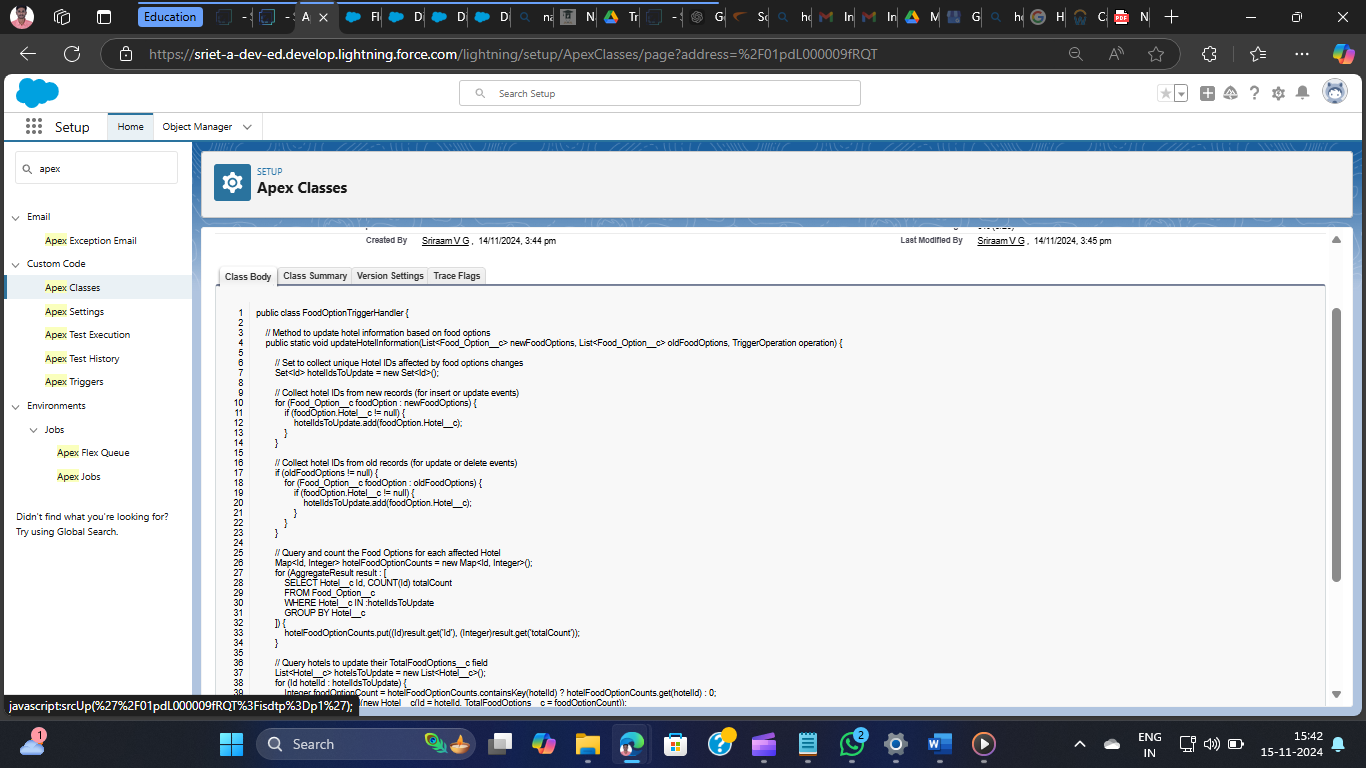 Education
https://sriet-a-dev-ed.develop.lightning.force.com/lightning/setup/ApexClasses/page?address=%2F01pdL000009fRQT
Search Setup
Setup
Home
Object Manager
apex
Email
Apex Exception Email
Custom Code
Apex Classes
Apex Settings
Apex Test Execution
Apex Test History
Apex Triggers
Environments
Jobs
Apex Flex Queue
Apex Jobs
Didn't find what you're looking for?
Try using Global Search.
SETUP
Apex Classes
Created By Sriraam V G , 14/11/2024, 3:44 pm
Last Modified By Sriraam V G , 14/11/2024, 3:45 pm
Class Body Class Summary Version Settings Trace Flags
1 public class FoodOptionTriggerHandler {
2
3 // Method to update hotel information based on food options
4 public static void updateHotelInformation(List<Food_Option__c> newFoodOptions, List<Food_Option__c> oldFoodOptions, TriggerOperation operation) {
5
6 // Set to collect unique Hotel IDs affected by food options changes
7 Set<Id> hotelIdsToUpdate = new Set<Id>();
8
9 // Collect hotel IDs from new records (for insert or update events)
10 for (Food_Option__c foodOption : newFoodOptions) {
11 if (foodOption.Hotel__c != null) {
12 hotelIdsToUpdate.add(foodOption.Hotel__c);
13 }
14 }
15
16 // Collect hotel IDs from old records (for update or delete events)
17 if (oldFoodOptions != null) {
18 for (Food_Option__c foodOption : oldFoodOptions) {
19 if (foodOption.Hotel__c != null) {
20 hotelIdsToUpdate.add(foodOption.Hotel__c);
21 }
22 }
23 }
24
25 // Query and count the Food Options for each affected Hotel
26 Map<Id, Integer> hotelFoodOptionCounts = new Map<Id, Integer>();
27 for (AggregateResult result : [
28 SELECT Hotel__c Id, COUNT(Id) totalCount
29 FROM Food_Option__c
30 WHERE Hotel__c IN :hotelIdsToUpdate
31 GROUP BY Hotel__c
32 ]) {
33 hotelFoodOptionCounts.put((Id)result.get('Id'), (Integer)result.get('totalCount'));
34 }
35
36 // Query hotels to update their TotalFoodOptions__c field
37 List<Hotel__c> hotelsToUpdate = new List<Hotel__c>();
38 for (Id hotelId : hotelIdsToUpdate) {
39 Integer foodOptionCount = hotelFoodOptionCounts.containsKey(hotelId) ? hotelFoodOptionCounts.get(hotelId) : 0;
(new Hotel__c(Id = hotelId, TotalFoodOptions__c = foodOptionCount));
javascript:srcUp(%27%2F01pdL000009fRQT%3Fisdtp%3Dp1%27);
1
Search
2
ENG
IN
15:42
15-11-2024